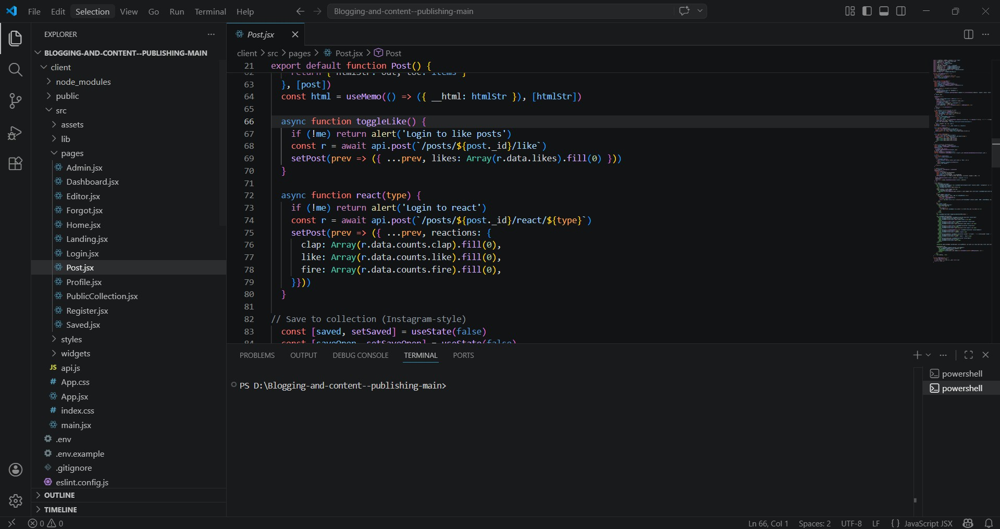 File Edit Selection View Go Run Terminal Help
Blogging-and-content--publishing-main
EXPLORER
BLOGGING-AND-CONTENT--PUBLISHING-MAIN
client
node_modules
public
src
assets
lib
pages
Admin.jsx
Dashboard.jsx
Editor.jsx
Forgot.jsx
Home.jsx
Landing.jsx
Login.jsx
Post.jsx
Profile.jsx
PublicCollection.jsx
Register.jsx
Saved.jsx
styles
widgets
JS api.js
# App.css
App.jsx
# index.css
main.jsx
.env
.env.example
.gitignore
eslint.config.js
OUTLINE
TIMELINE
Post.jsx
client > src > pages > Post.jsx > Post
21 export default function Post() {
62 return { htmlStr: out, toc: items }
63 }, [post])
64 const html = useMemo(() => ({ __html: htmlStr }), [htmlStr])
65
66 async function toggleLike() {
67 if (!me) return alert('Login to like posts')
68 const r = await api.post(`/posts/${post._id}/like`)
69 setPost(prev => ({ ...prev, likes: Array(r.data.likes).fill(0) }))
70 }
71
72 async function react(type) {
73 if (!me) return alert('Login to react')
74 const r = await api.post(`/posts/${post._id}/react/${type}`)
75 setPost(prev => ({ ...prev, reactions: {
76 clap: Array(r.data.counts.clap).fill(0),
77 like: Array(r.data.counts.like).fill(0),
78 fire: Array(r.data.counts.fire).fill(0),
79 }}))
80 }
81
82 // Save to collection (Instagram-style)
83 const [saved, setSaved] = useState(false)
84 const [saveOpen, setSaveOpen] = useState(false)
PROBLEMS OUTPUT DEBUG CONSOLE TERMINAL PORTS
PS D:\Blogging-and-content--publishing-main>
powershell
powershell
0 0
Ln 66, Col 1 Spaces: 2 UTF-8 LF {} JavaScript JSX